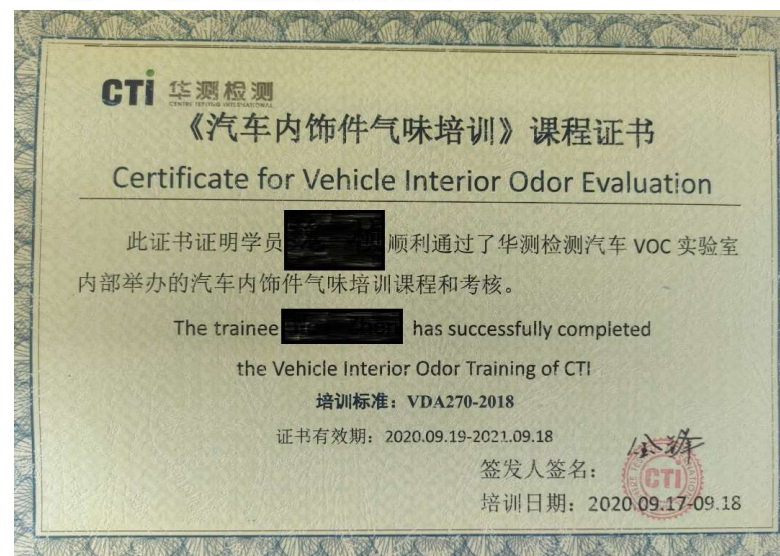 CTI 华测检测
CENTRE TESTING INTERNATIONAL
《汽车内饰件气味培训》课程证书
Certificate for Vehicle Interior Odor Evaluation
此证书证明学员 顺利通过了华测检测汽车 VOC 实验室
内部举办的汽车内饰件气味培训课程和考核。
The trainee has successfully completed
the Vehicle Interior Odor Training of CTI
培训标准：VDA270-2018
证书有效期：2020.09.19-2021.09.18
签发人签名：
CTI
培训日期：2020.09.17-09.18